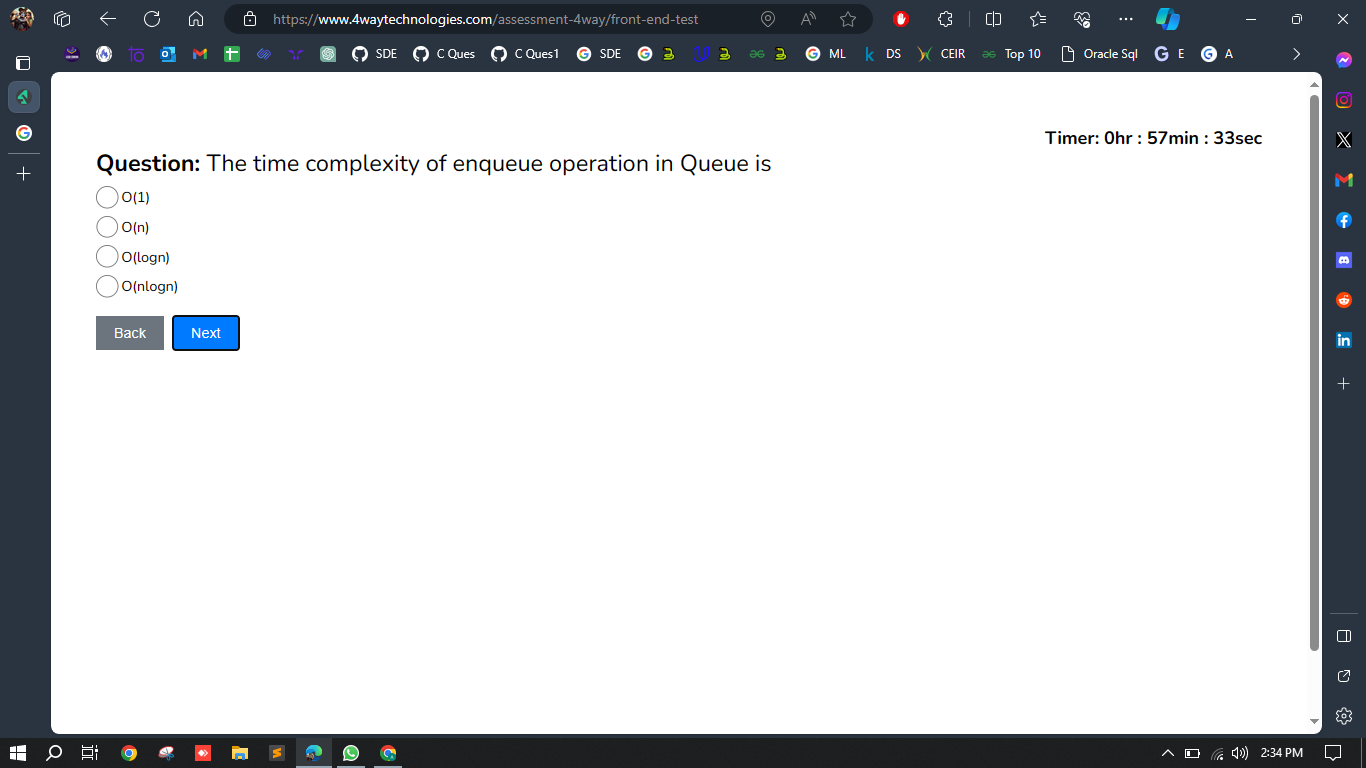 https://www.4waytechnologies.com/assessment-4way/front-end-test
SDE
C Ques
C Ques1
SDE
ML
DS
CEIR
Top 10
Oracle Sql
E
A
Timer: 0hr : 57min : 33sec
Question: The time complexity of enqueue operation in Queue is
O(1)
O(n)
O(logn)
O(nlogn)
Back
Next
2:34 PM